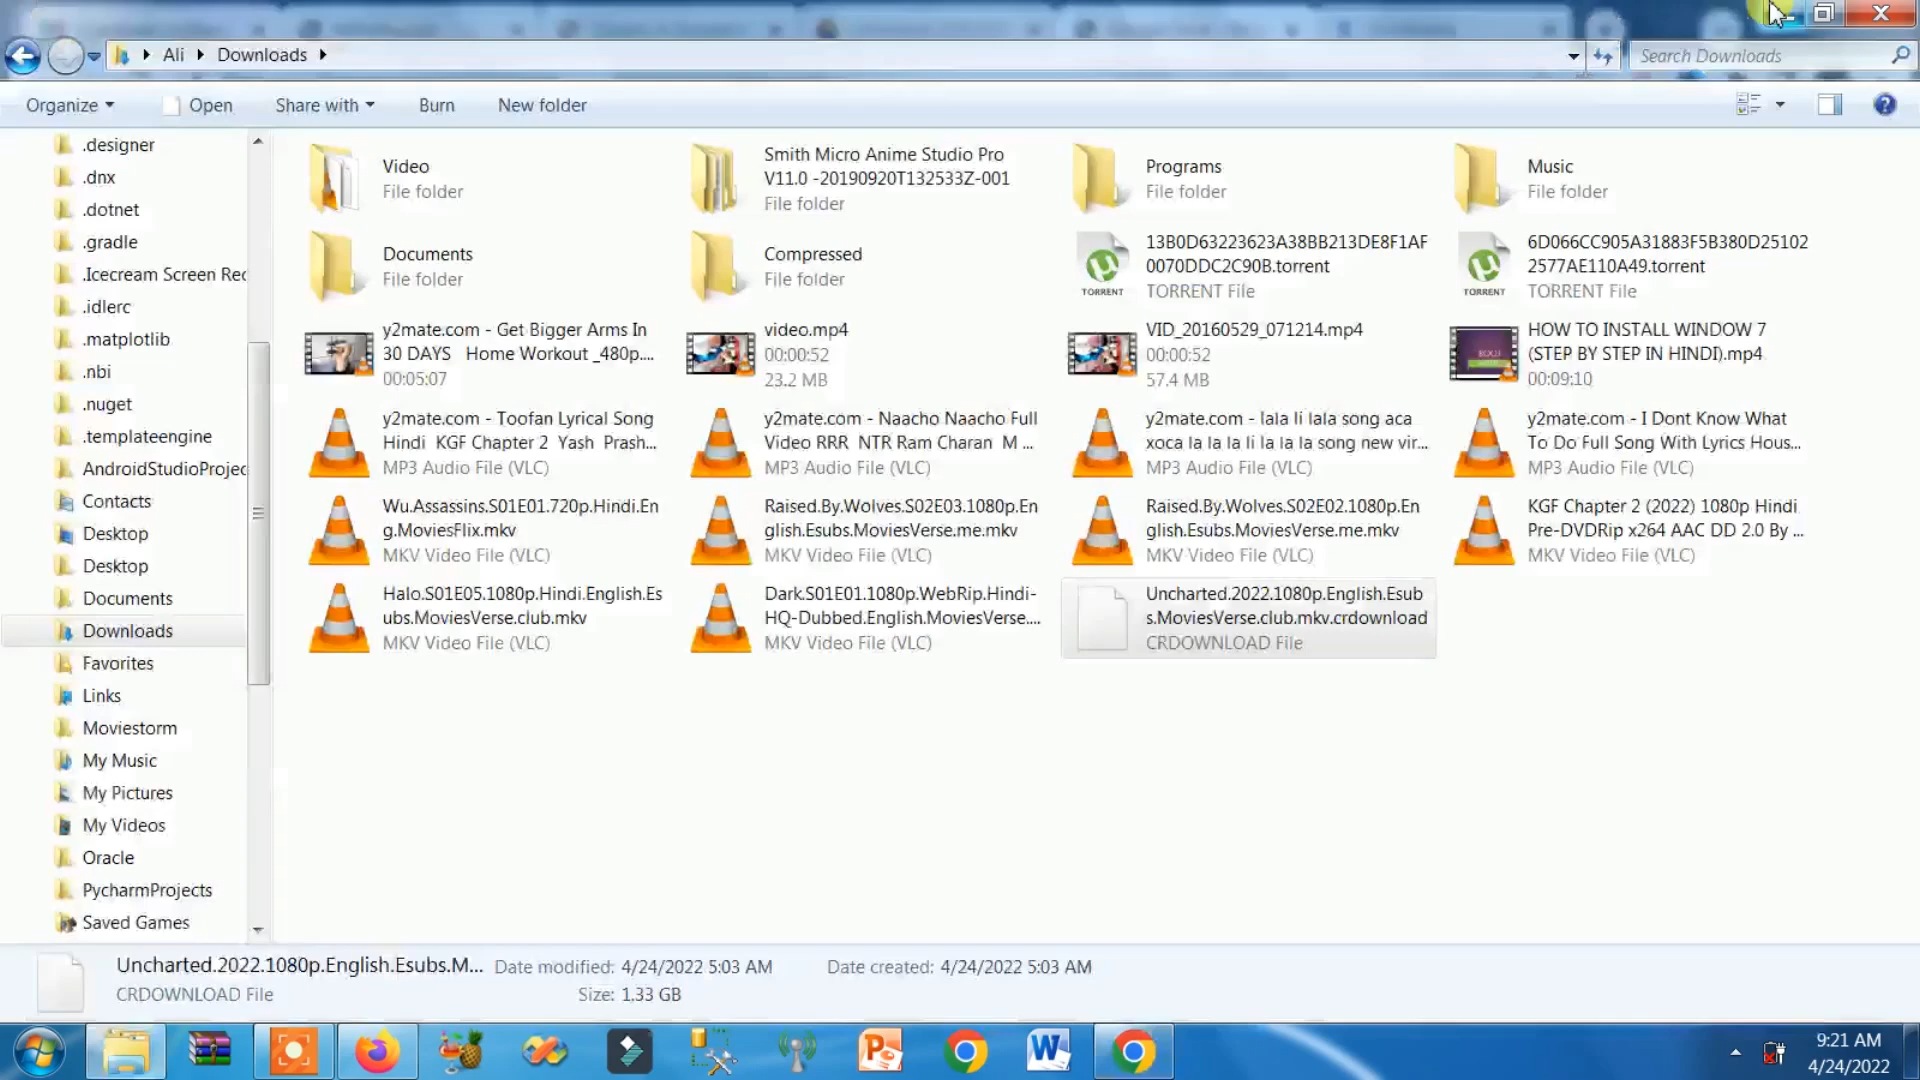 Ali Downloads
Search Downloads
Organize
Open
Share with
Burn
New folder
.designer
.dnx
.dotnet
.gradle
.Icecream Screen Rec
.idlerc
.matplotlib
.nbi
.nuget
.templateengine
AndroidStudioProjec
Contacts
Desktop
Desktop
Documents
Downloads
Favorites
Links
Moviestorm
My Music
My Pictures
My Videos
Oracle
PycharmProjects
Saved Games
Video
File folder
Smith Micro Anime Studio Pro
V11.0 -20190920T132533Z-001
File folder
Programs
File folder
Music
File folder
Documents
File folder
Compressed
File folder
TORRENT
13B0D63223623A38BB213DE8F1AF
0070DDC2C90B.torrent
TORRENT File
TORRENT
6D066CC905A31883F5B380D25102
2577AE110A49.torrent
TORRENT File
y2mate.com - Get Bigger Arms In
30 DAYS Home Workout _480p....
00:05:07
video.mp4
00:00:52
23.2 MB
VID_20160529_071214.mp4
00:00:52
57.4 MB
HOW TO INSTALL WINDOW 7
(STEP BY STEP IN HINDI).mp4
00:09:10
y2mate.com - Toofan Lyrical Song
Hindi KGF Chapter 2 Yash Prash...
MP3 Audio File (VLC)
y2mate.com - Naacho Naacho Full
Video RRR NTR Ram Charan M ...
MP3 Audio File (VLC)
y2mate.com - lala li lala song aca
xoca la la la li la la la song new vir...
MP3 Audio File (VLC)
y2mate.com - I Dont Know What
To Do Full Song With Lyrics Hous...
MP3 Audio File (VLC)
Wu.Assassins.S01E01.720p.Hindi.En
g.MoviesFlix.mkv
MKV Video File (VLC)
Raised.By.Wolves.S02E03.1080p.En
glish.Esubs.MoviesVerse.me.mkv
MKV Video File (VLC)
Raised.By.Wolves.S02E02.1080p.En
glish.Esubs.MoviesVerse.me.mkv
MKV Video File (VLC)
KGF Chapter 2 (2022) 1080p Hindi
Pre-DVDRip x264 AAC DD 2.0 By ...
MKV Video File (VLC)
Halo.S01E05.1080p.Hindi.English.Es
ubs.MoviesVerse.club.mkv
MKV Video File (VLC)
Dark.S01E01.1080p.WebRip.Hindi-
HQ-Dubbed.English.MoviesVerse....
MKV Video File (VLC)
Uncharted.2022.1080p.English.Esub
s.MoviesVerse.club.mkv.crdownload
CRDOWNLOAD File
Uncharted.2022.1080p.English.Esubs.M... Date modified: 4/24/2022 5:03 AM Date created: 4/24/2022 5:03 AM
CRDOWNLOAD File Size: 1.33 GB
9:21 AM
4/24/2022